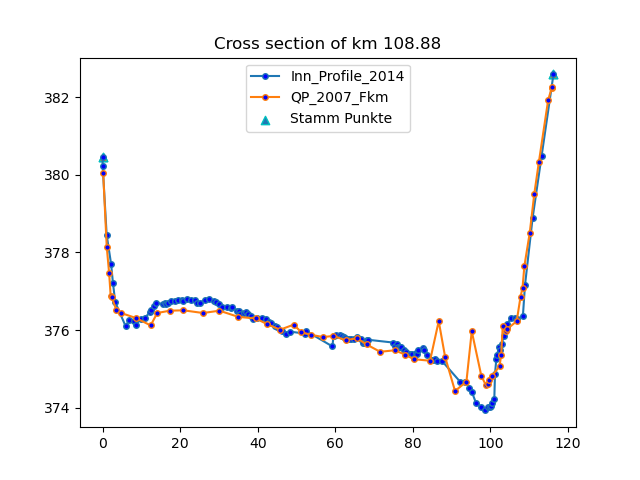 Cross section of km 108.88
Inn_Profile_2014
QP_2007_Fkm
Stamm Punkte
382
380
378
376
374
0 20 40 60 80 100 120